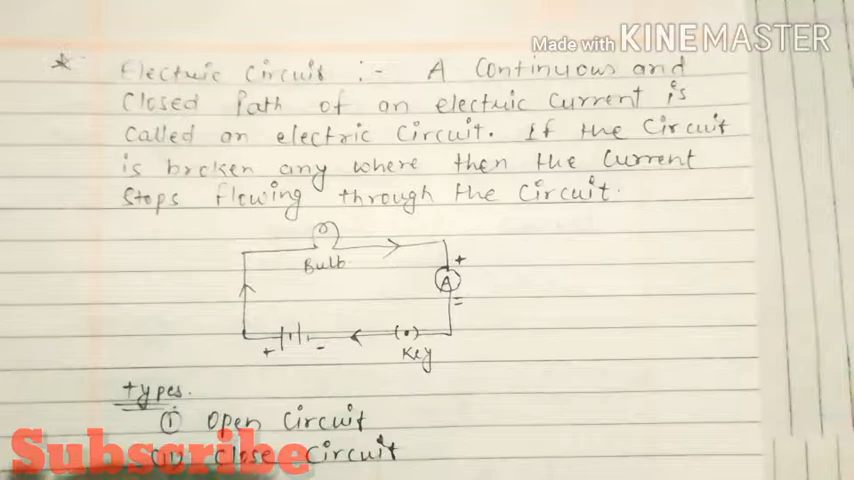 Made with KINEMASTER
* Electric Circuit :- A Continuous and
Closed Path of an electric Current is
Called an electric Circuit. If the Circuit
is broken any where then the Current
Stops flowing through the Circuit.
Bulb
+
A
=
+ -
Key
types.
(i) Open Circuit
(ii) Close Circuit
Subscribe